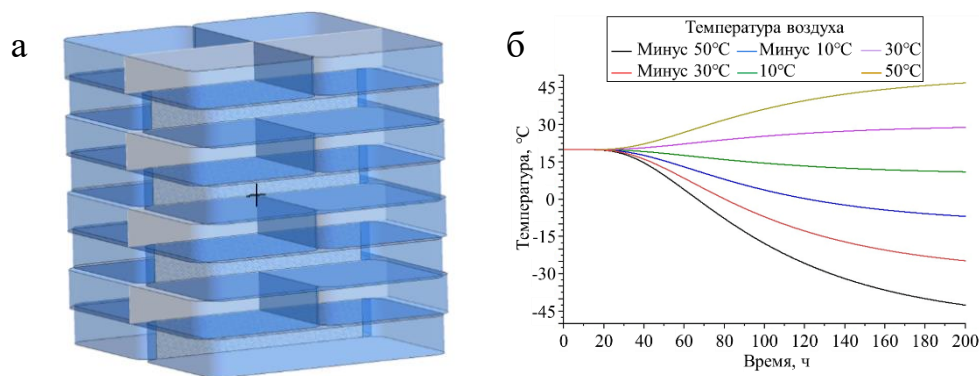 а
б
Температура воздуха
Минус 50°C Минус 10°C 30°C
Минус 30°C 10°C 50°C
Температура, °C
45
30
15
0
-15
-30
-45
0 20 40 60 80 100 120 140 160 180 200
Время, ч